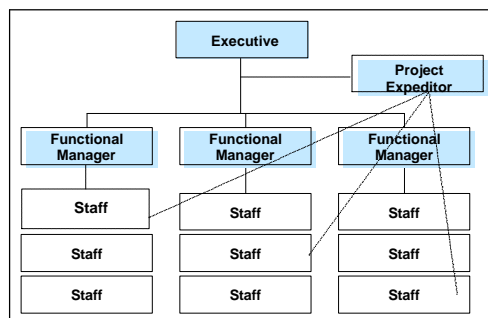 Executive
Project
Expeditor
Functional
Manager
Functional
Manager
Functional
Manager
Staff
Staff
Staff
Staff
Staff
Staff
Staff
Staff
Staff